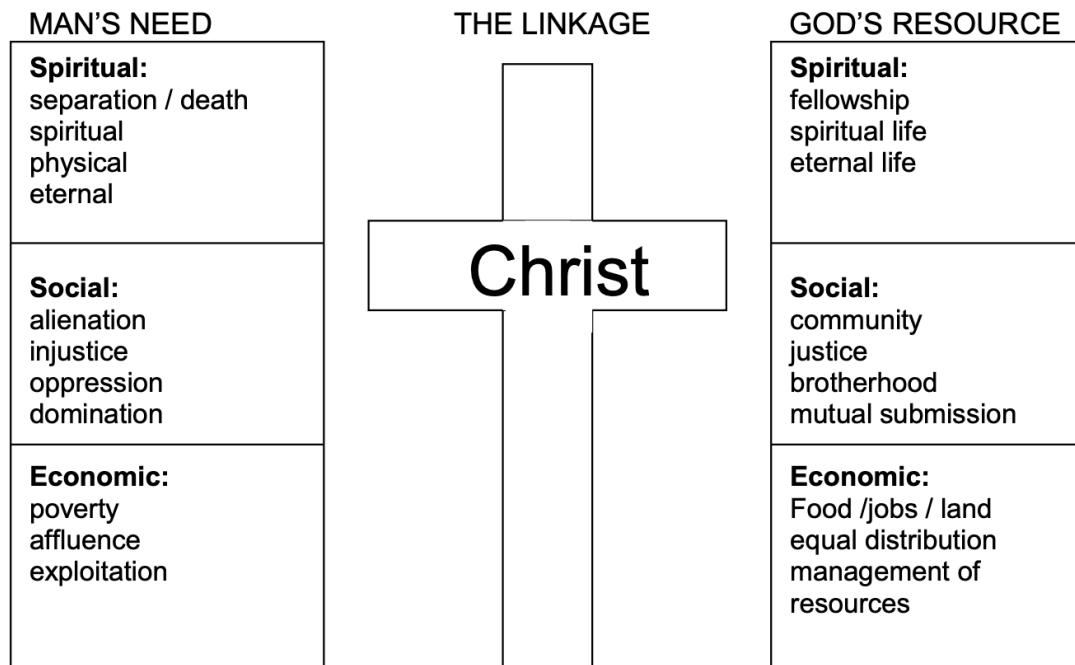 MAN'S NEED
Spiritual:
separation / death
spiritual
physical
eternal
Social:
alienation
injustice
oppression
domination
Economic:
poverty
affluence
exploitation
THE LINKAGE
Christ
GOD'S RESOURCE
Spiritual:
fellowship
spiritual life
eternal life
Social:
community
justice
brotherhood
mutual submission
Economic:
Food /jobs / land
equal distribution
management of
resources